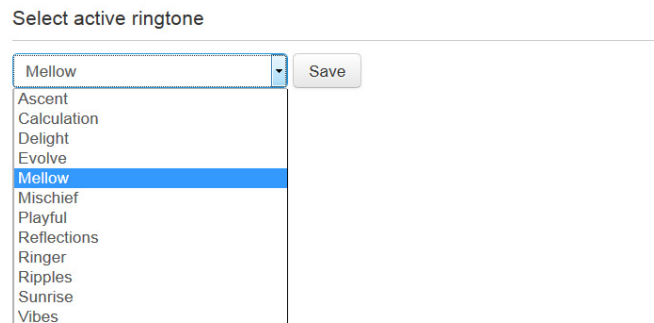 Select active ringtone
Mellow
Save
Ascent
Calculation
Delight
Evolve
Mellow
Mischief
Playful
Reflections
Ringer
Ripples
Sunrise
Vibes